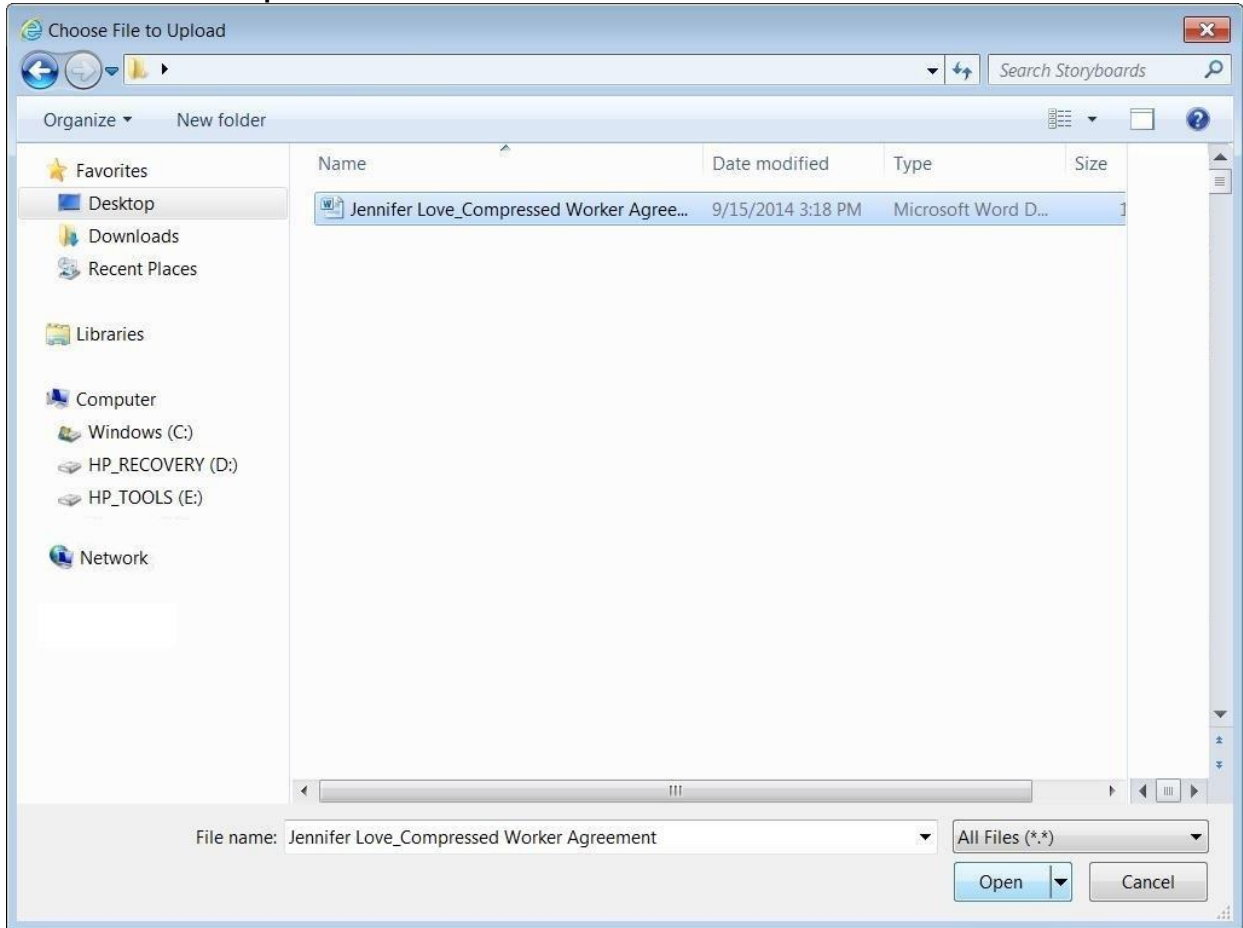 Choose File to Upload
Search Storyboards
Organize New folder
Name Date modified Type Size
Favorites
Desktop
Jennifer Love_Compressed Worker Agree... 9/15/2014 3:18 PM Microsoft Word D... 1
Downloads
Recent Places
Libraries
Computer
Windows (C:)
HP_RECOVERY (D:)
HP_TOOLS (E:)
Network
File name: Jennifer Love_Compressed Worker Agreement All Files (*.*)
Open Cancel